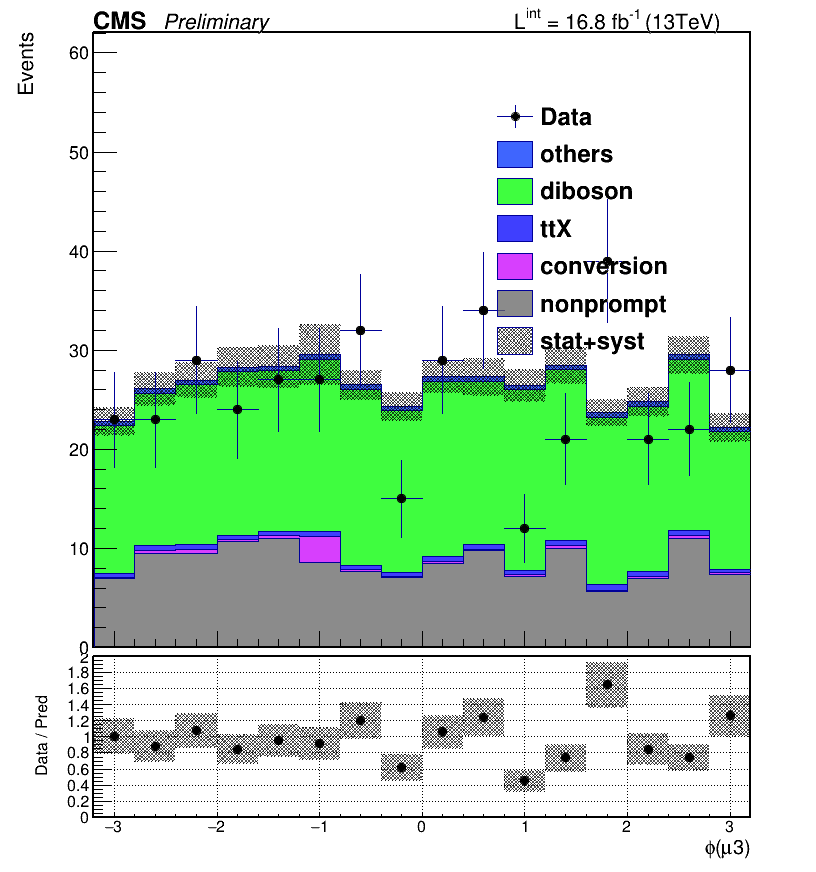 CMS Preliminary L^int = 16.8 fb^-1 (13TeV)
Events
60
50
40
30
20
10
0
Data
others
diboson
ttX
conversion
nonprompt
stat+syst
Data / Pred
2
1.8
1.6
1.4
1.2
1
0.8
0.6
0.4
0.2
0
−3 −2 −1 0 1 2 3
ϕ(μ3)